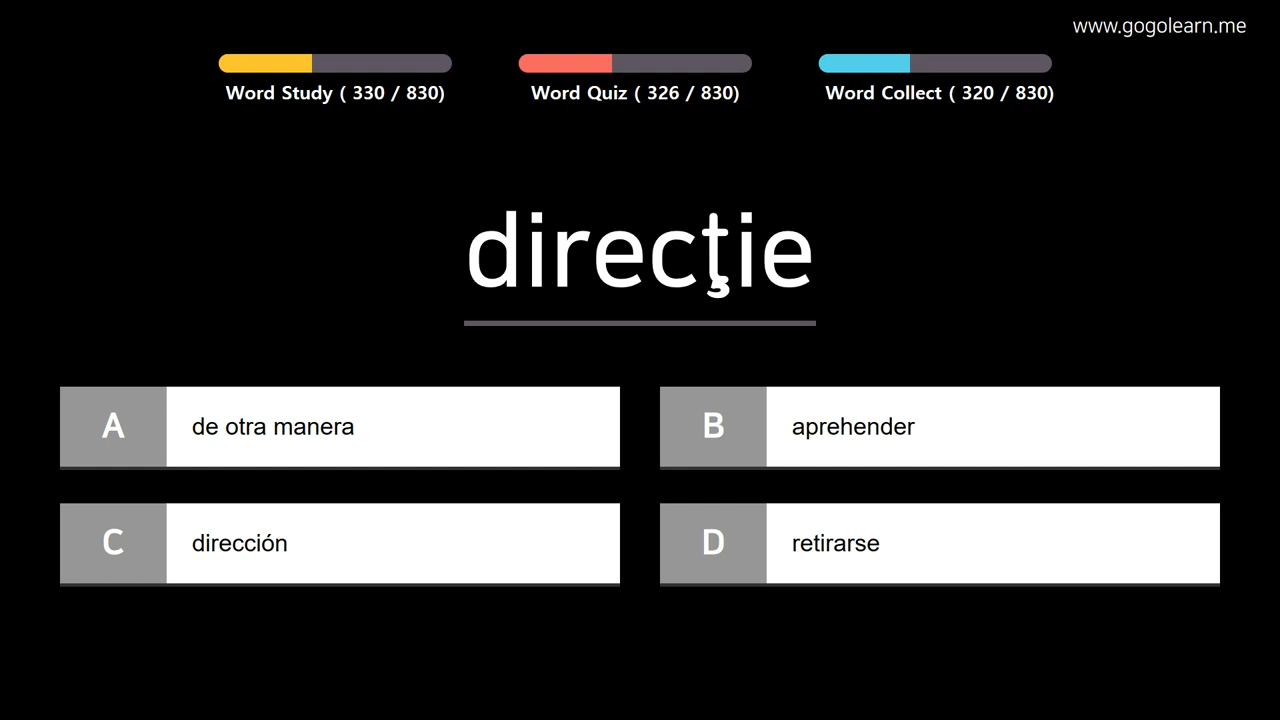 www.gogolearn.me
Word Study ( 330 / 830)
Word Quiz ( 326 / 830)
Word Collect ( 320 / 830)
direcţie
A de otra manera
B aprehender
C dirección
D retirarse